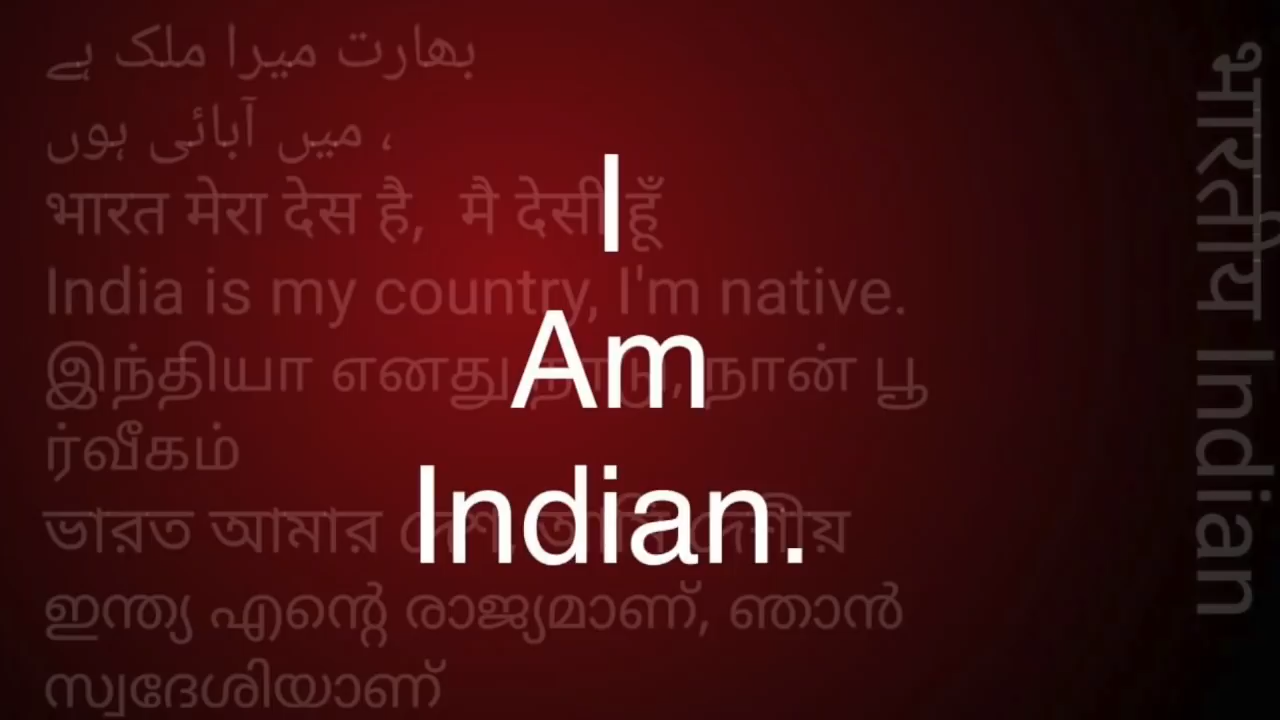 بھارت میرا ملک ہے
، میں آبائی ہوں
भारत मेरा देस है, मै देसी हूँ
India is my country, I'm native.
இந்தியா எனது நாடு, நான் பூ
ர்வீகம்
ভারত আমার দেশ, আমি দেশীয়
ഇന്ത്യ എന്റെ രാജ്യമാണ്, ഞാൻ
സ്വദേശിയാണ്
I
Am
Indian.
भारतीय Indian